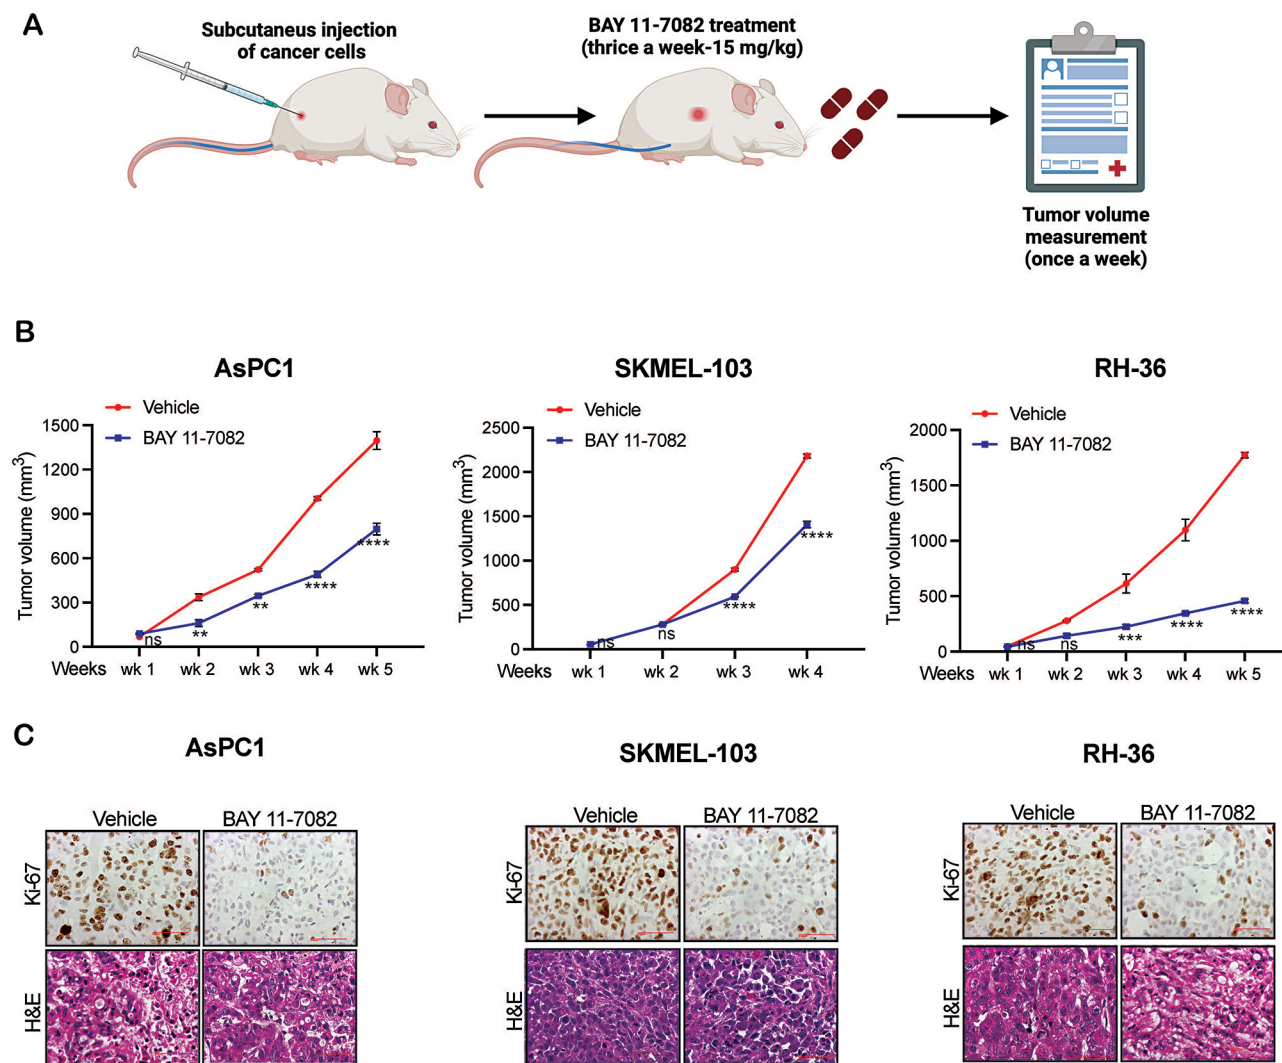 A
Subcutaneus injection
of cancer cells
BAY 11-7082 treatment
(thrice a week-15 mg/kg)
Tumor volume
measurement
(once a week)
B
AsPC1
Vehicle
BAY 11-7082
Tumor volume (mm³)
1500
1200
900
600
300
0
ns
**
**
****
****
Weeks
wk 1
wk 2
wk 3
wk 4
wk 5
SKMEL-103
Vehicle
BAY 11-7082
Tumor volume (mm³)
2500
2000
1500
1000
500
0
ns
ns
****
****
Weeks
wk 1
wk 2
wk 3
wk 4
RH-36
Vehicle
BAY 11-7082
Tumor volume (mm³)
2000
1500
1000
500
0
ns
ns
***
****
****
Weeks
wk 1
wk 2
wk 3
wk 4
wk 5
C
AsPC1
Vehicle
BAY 11-7082
Ki-67
H&E
SKMEL-103
Vehicle
BAY 11-7082
Ki-67
H&E
RH-36
Vehicle
BAY 11-7082
Ki-67
H&E